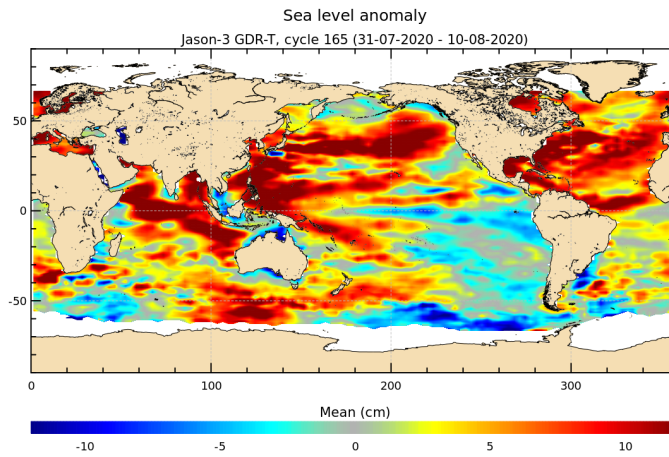 Sea level anomaly
Jason-3 GDR-T, cycle 165 (31-07-2020 - 10-08-2020)
50
0
-50
0 100 200 300
Mean (cm)
-10 -5 0 5 10